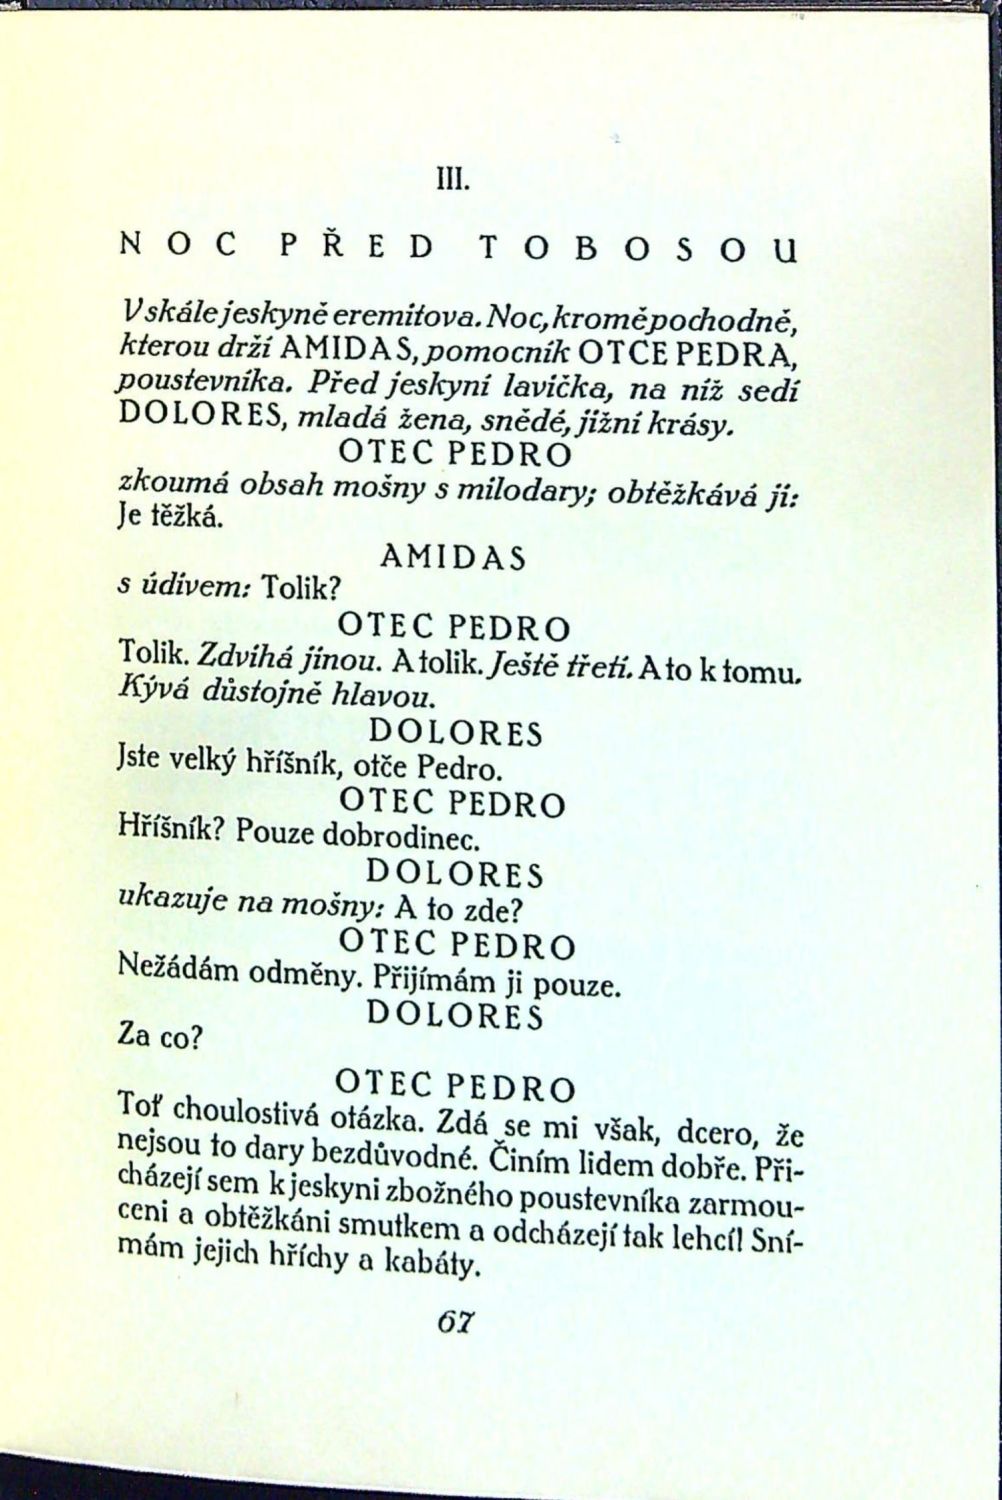 III.
NOC PŘED TOBOSOU
V skále jeskyně eremitova. Noc, kromě pochodně,
kterou drží AMIDAS, pomocník OTCE PEDRA,
poustevníka. Před jeskyní lavička, na níž sedí
DOLORES, mladá žena, snědé, jižní krásy.
OTEC PEDRO
zkoumá obsah mošny s milodary; obtěžkává ji:
Je těžká.
AMIDAS
s údivem: Tolik?
OTEC PEDRO
Tolik. Zdvihá jinou. A tolik. Ještě třetí. A to k tomu.
Kývá důstojně hlavou.
DOLORES
Jste velký hříšník, otče Pedro.
OTEC PEDRO
Hříšník? Pouze dobrodinec.
DOLORES
ukazuje na mošny: A to zde?
OTEC PEDRO
Nežádám odměny. Přijímám ji pouze.
DOLORES
Za co?
OTEC PEDRO
Toť choulostivá otázka. Zdá se mi však, dcero, že
nejsou to dary bezdůvodné. Činím lidem dobře. Při-
cházejí sem k jeskyni zbožného poustevníka zarmou-
ceni a obtěžkáni smutkem a odcházejí tak lehcí! Sní-
mám jejich hříchy a kabáty.
67